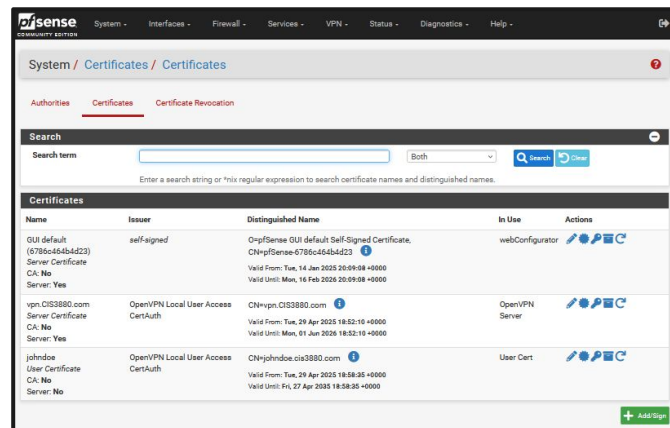 pfsense
COMMUNITY EDITION
System Interfaces Firewall Services VPN Status Diagnostics Help
System / Certificates / Certificates
Authorities Certificates Certificate Revocation
Search
Search term Both Search Clear
Enter a search string or *nix regular expression to search certificate names and distinguished names.
Certificates
Name Issuer Distinguished Name In Use Actions
GUI default self-signed O=pfSense GUI default Self-Signed Certificate, webConfigurator
(6786c464b4d23) CN=pfSense-6786c464b4d23
Server Certificate
CA: No Valid From: Tue, 14 Jan 2025 20:09:08 +0000
Server: Yes Valid Until: Mon, 16 Feb 2026 20:09:08 +0000
vpn.CIS3880.com OpenVPN Local User Access CN=vpn.CIS3880.com OpenVPN
Server Certificate CertAuth Server
CA: No Valid From: Tue, 29 Apr 2025 18:52:10 +0000
Server: Yes Valid Until: Mon, 01 Jun 2026 18:52:10 +0000
johndoe OpenVPN Local User Access CN=johndoe.cis3880.com User Cert
User Certificate CertAuth
CA: No Valid From: Tue, 29 Apr 2025 18:58:35 +0000
Server: No Valid Until: Fri, 27 Apr 2035 18:58:35 +0000
+ Add/Sign